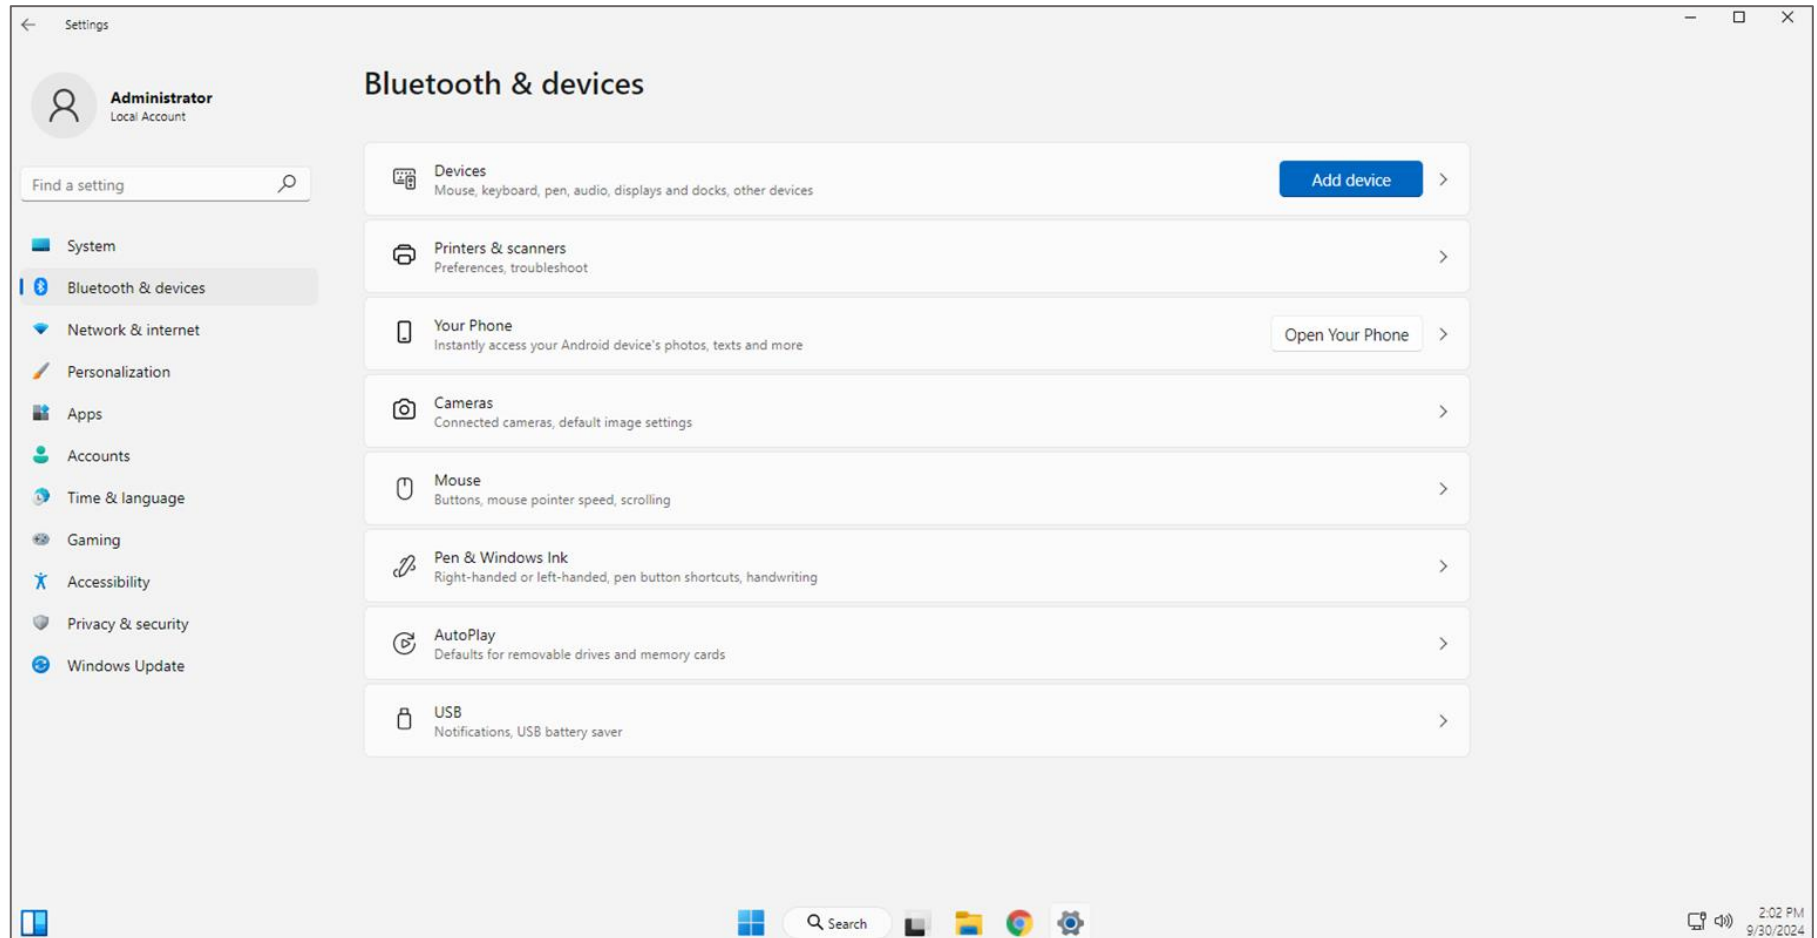 Settings
Administrator
Local Account
Find a setting
System
Bluetooth & devices
Network & internet
Personalization
Apps
Accounts
Time & language
Gaming
Accessibility
Privacy & security
Windows Update
Bluetooth & devices
Devices
Mouse, keyboard, pen, audio, displays and docks, other devices
Add device
Printers & scanners
Preferences, troubleshoot
Your Phone
Instantly access your Android device's photos, texts and more
Open Your Phone
Cameras
Connected cameras, default image settings
Mouse
Buttons, mouse pointer speed, scrolling
Pen & Windows Ink
Right-handed or left-handed, pen button shortcuts, handwriting
AutoPlay
Defaults for removable drives and memory cards
USB
Notifications, USB battery saver
Search
2:02 PM
9/30/2024